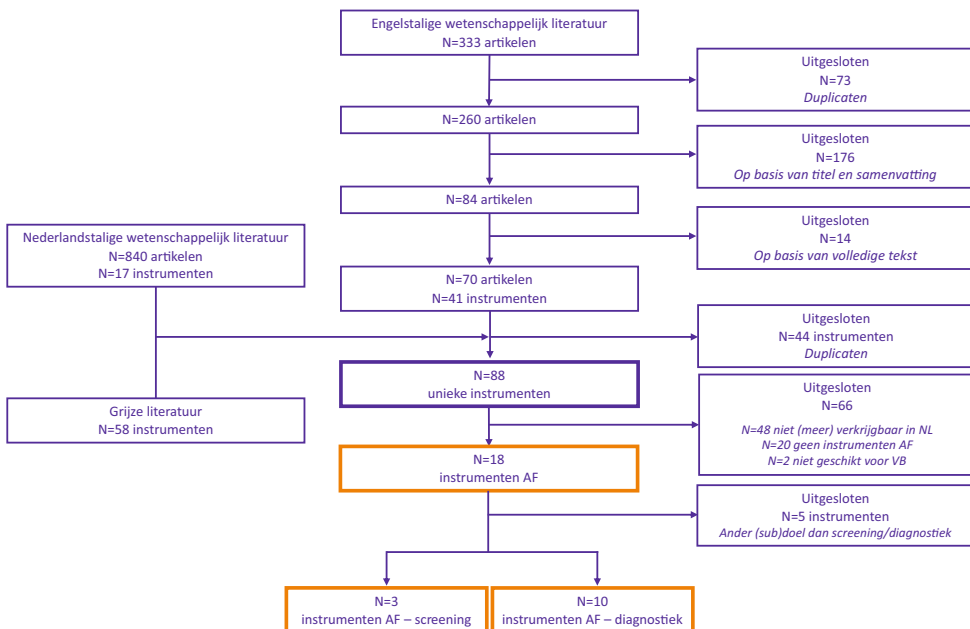 Engelstalige wetenschappelijk literatuur
N=333 artikelen
Uitgesloten
N=73
Duplicaten
N=260 artikelen
Uitgesloten
N=176
Op basis van titel en samenvatting
N=84 artikelen
Uitgesloten
N=14
Op basis van volledige tekst
Nederlandstalige wetenschappelijk literatuur
N=840 artikelen
N=17 instrumenten
N=70 artikelen
N=41 instrumenten
Uitgesloten
N=44 instrumenten
Duplicaten
N=88
unieke instrumenten
Grijze literatuur
N=58 instrumenten
Uitgesloten
N=66
N=48 niet (meer) verkrijgbaar in NL
N=20 geen instrumenten AF
N=2 niet geschikt voor VB
N=18
instrumenten AF
Uitgesloten
N=5 instrumenten
Ander (sub)doel dan screening/diagnostiek
N=3
instrumenten AF – screening
N=10
instrumenten AF – diagnostiek